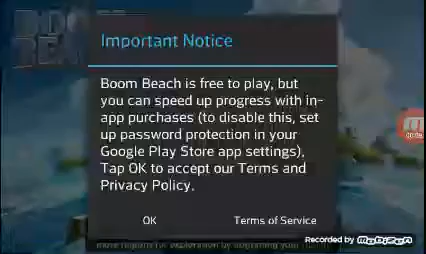 Important Notice
Boom Beach is free to play, but
you can speed up progress with in-
app purchases (to disable this, set
up password protection in your
Google Play Store app settings).
Tap OK to accept our Terms and
Privacy Policy.
OK
Terms of Service
Recorded by MOBIZEN